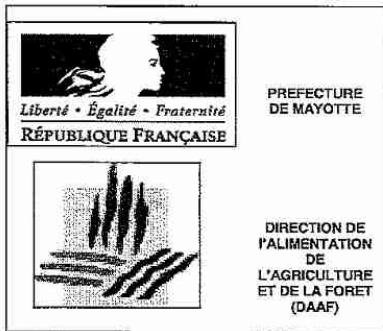 Liberté • Égalité • Fraternité
RÉPUBLIQUE FRANÇAISE
PREFECTURE
DE MAYOTTE
DIRECTION DE
l'ALIMENTATION
DE
L'AGRICULTURE
ET DE LA FORET
(DAAF)